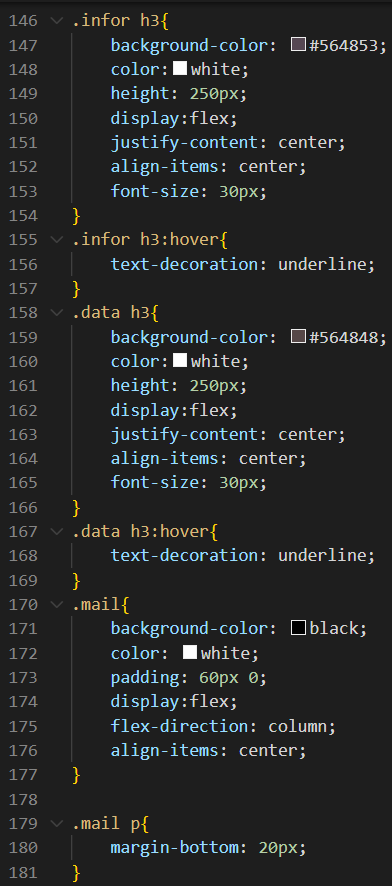 146 .infor h3{
147     background-color: #564853;
148     color:white;
149     height: 250px;
150     display:flex;
151     justify-content: center;
152     align-items: center;
153     font-size: 30px;
154 }
155 .infor h3:hover{
156     text-decoration: underline;
157 }
158 .data h3{
159     background-color: #564848;
160     color:white;
161     height: 250px;
162     display:flex;
163     justify-content: center;
164     align-items: center;
165     font-size: 30px;
166 }
167 .data h3:hover{
168     text-decoration: underline;
169 }
170 .mail{
171     background-color: black;
172     color: white;
173     padding: 60px 0;
174     display:flex;
175     flex-direction: column;
176     align-items: center;
177 }
178
179 .mail p{
180     margin-bottom: 20px;
181 }